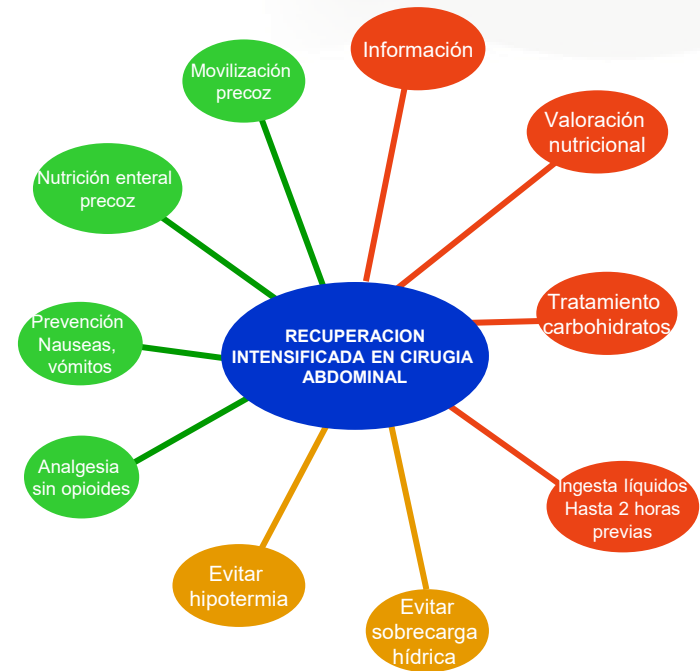 Información
Movilización
precoz
Valoración
nutricional
Nutrición enteral
precoz
Tratamiento
carbohidratos
Prevención
Nauseas,
vómitos
RECUPERACION
INTENSIFICADA EN CIRUGIA
ABDOMINAL
Analgesia
sin opioides
Ingesta líquidos
Hasta 2 horas
previas
Evitar
hipotermia
Evitar
sobrecarga
hídrica